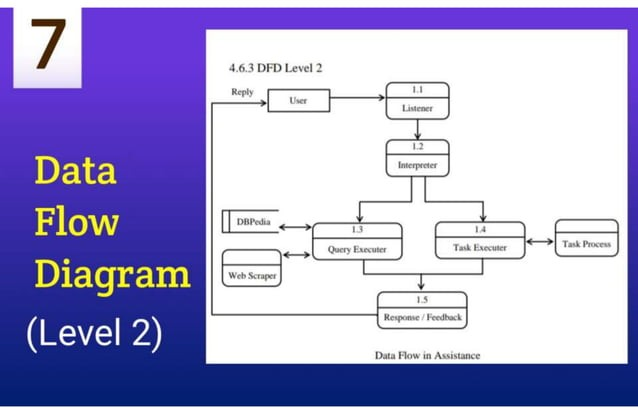 7
Data
Flow
Diagram
(Level 2)
4.6.3 DFD Level 2
Reply
User
1.1
Listener
1.2
Interpreter
DBPedia
1.3
Query Executer
1.4
Task Executer
Task Process
Web Scraper
1.5
Response / Feedback
Data Flow in Assistance